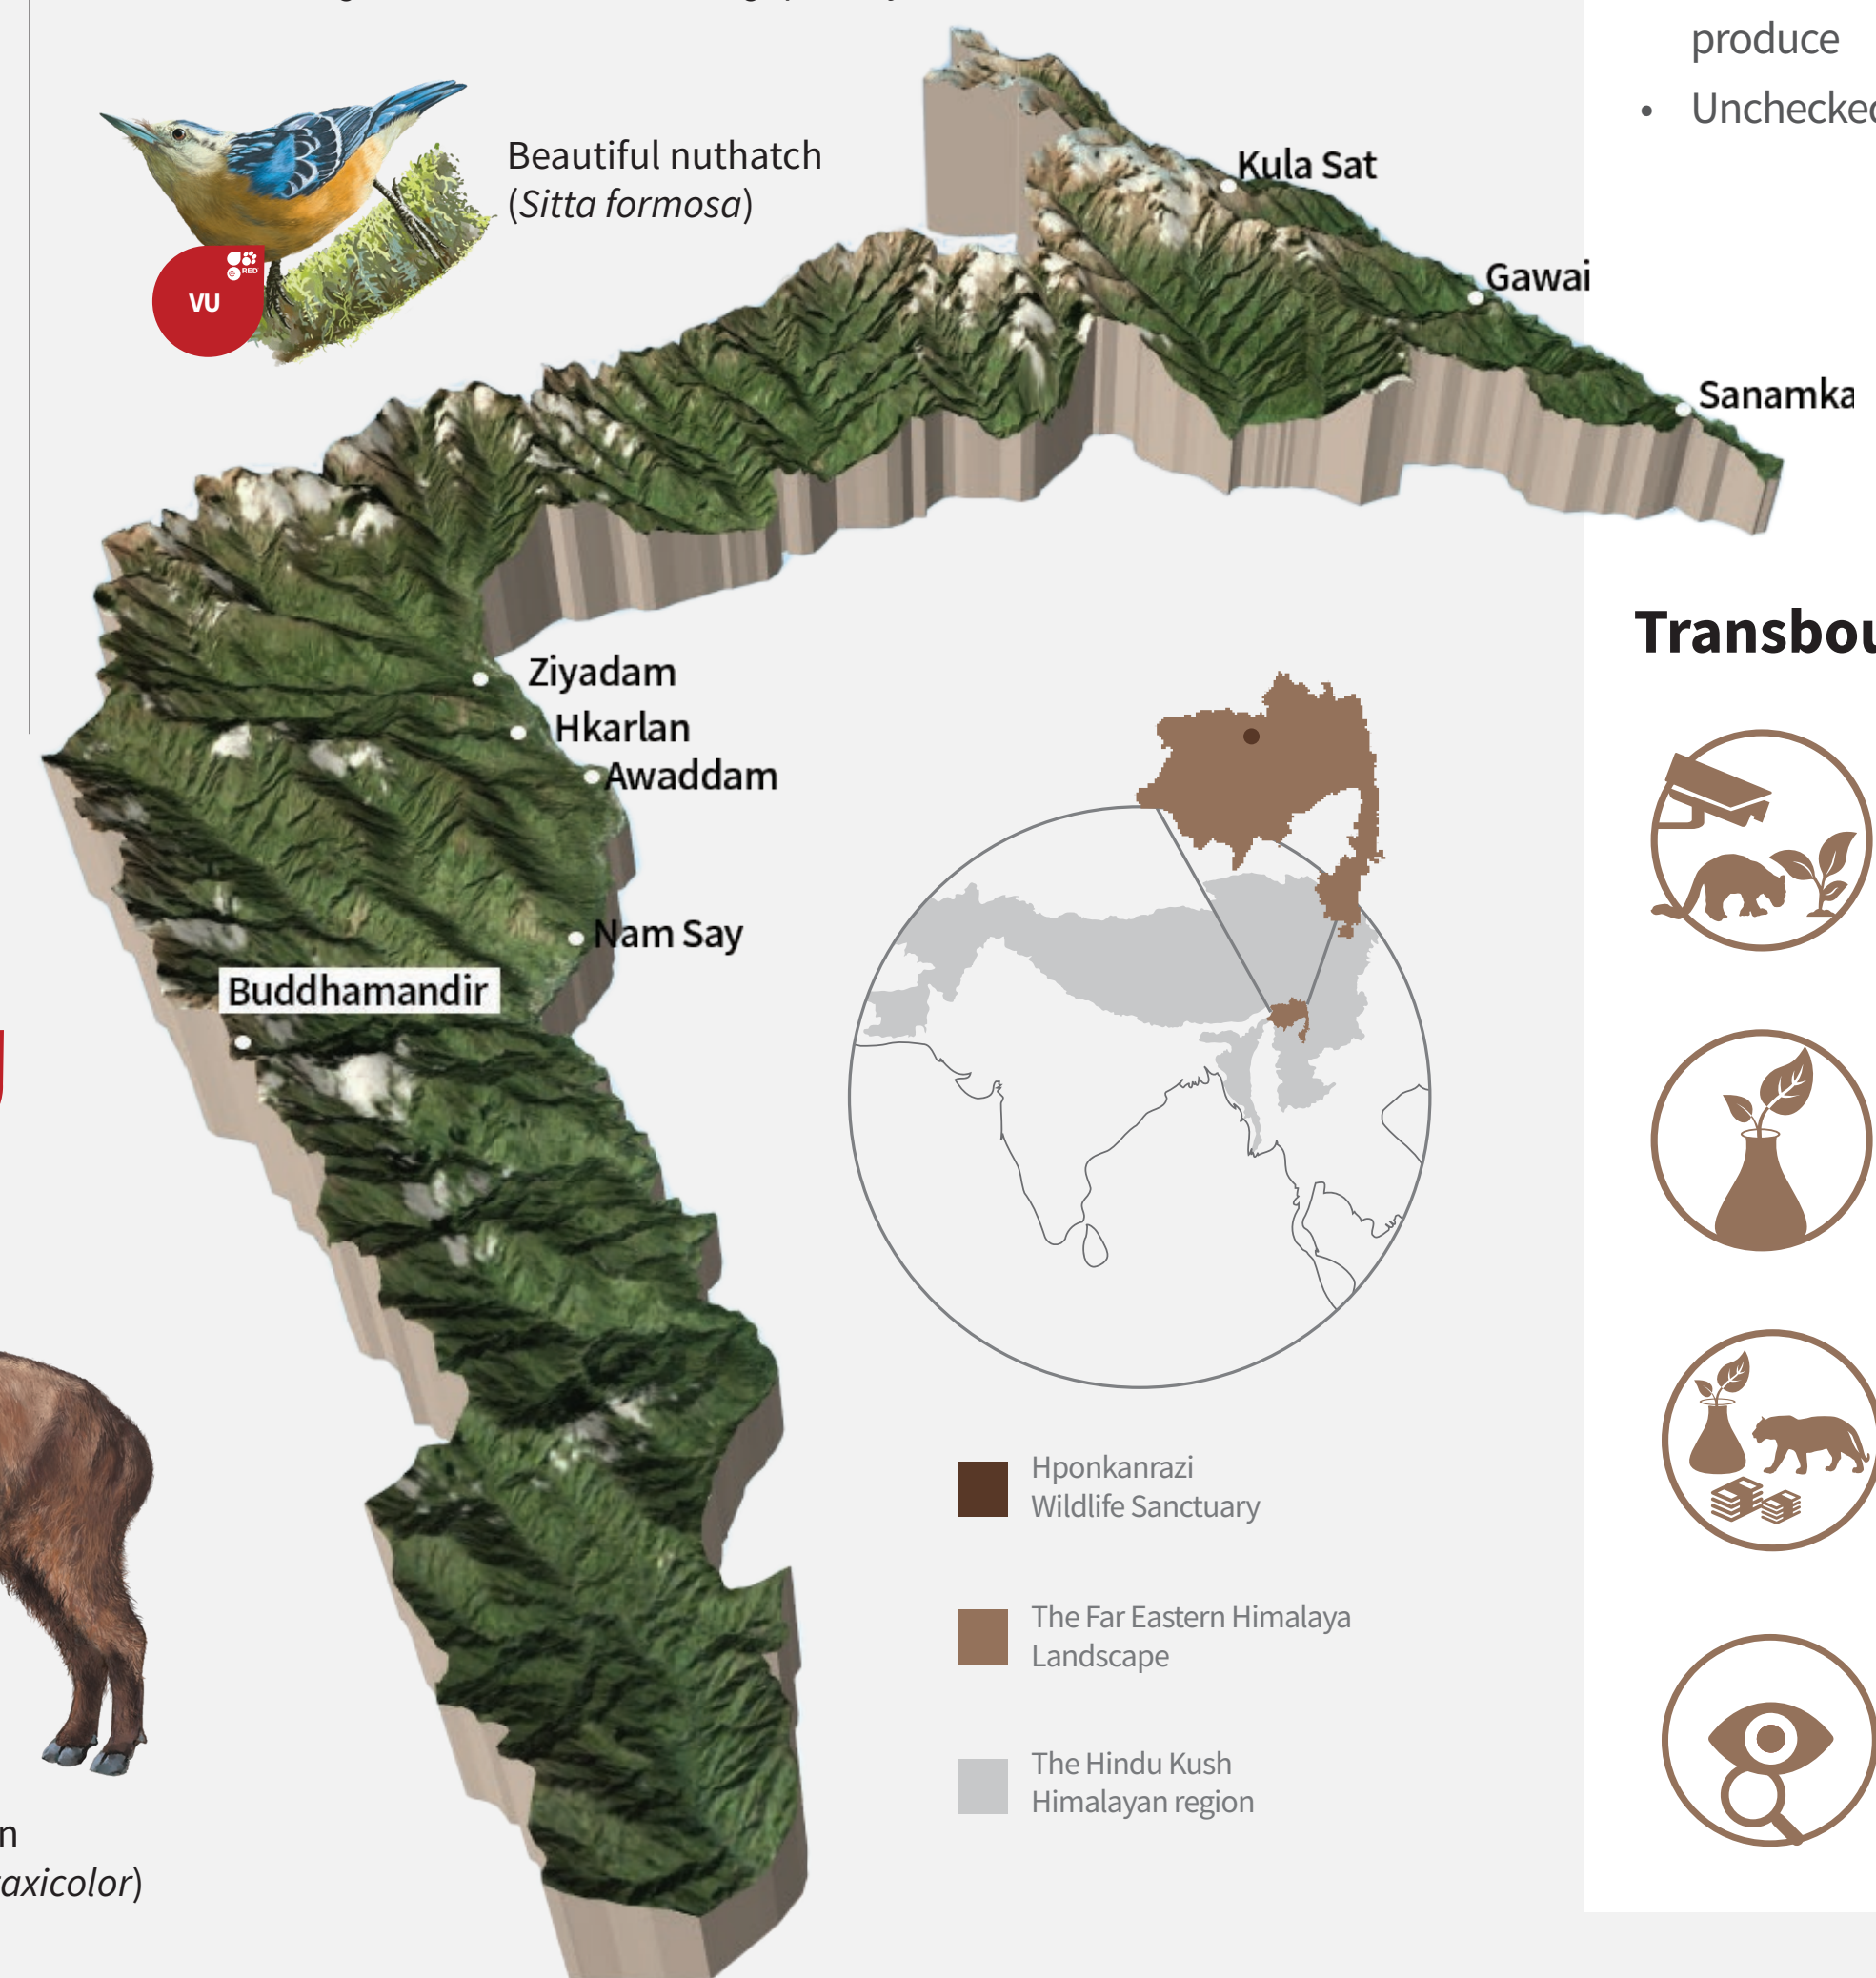 produce
• Unchecked
Beautiful nuthatch
(Sitta formosa)
RED
VU
Kula Sat
Gawai
Sanamka
Transbou
Ziyadam
Hkarlan
Awaddam
Nam Say
Buddhamandir
Hponkanrazi
Wildlife Sanctuary
The Far Eastern Himalaya
Landscape
The Hindu Kush
Himalayan region
n
axicolor)